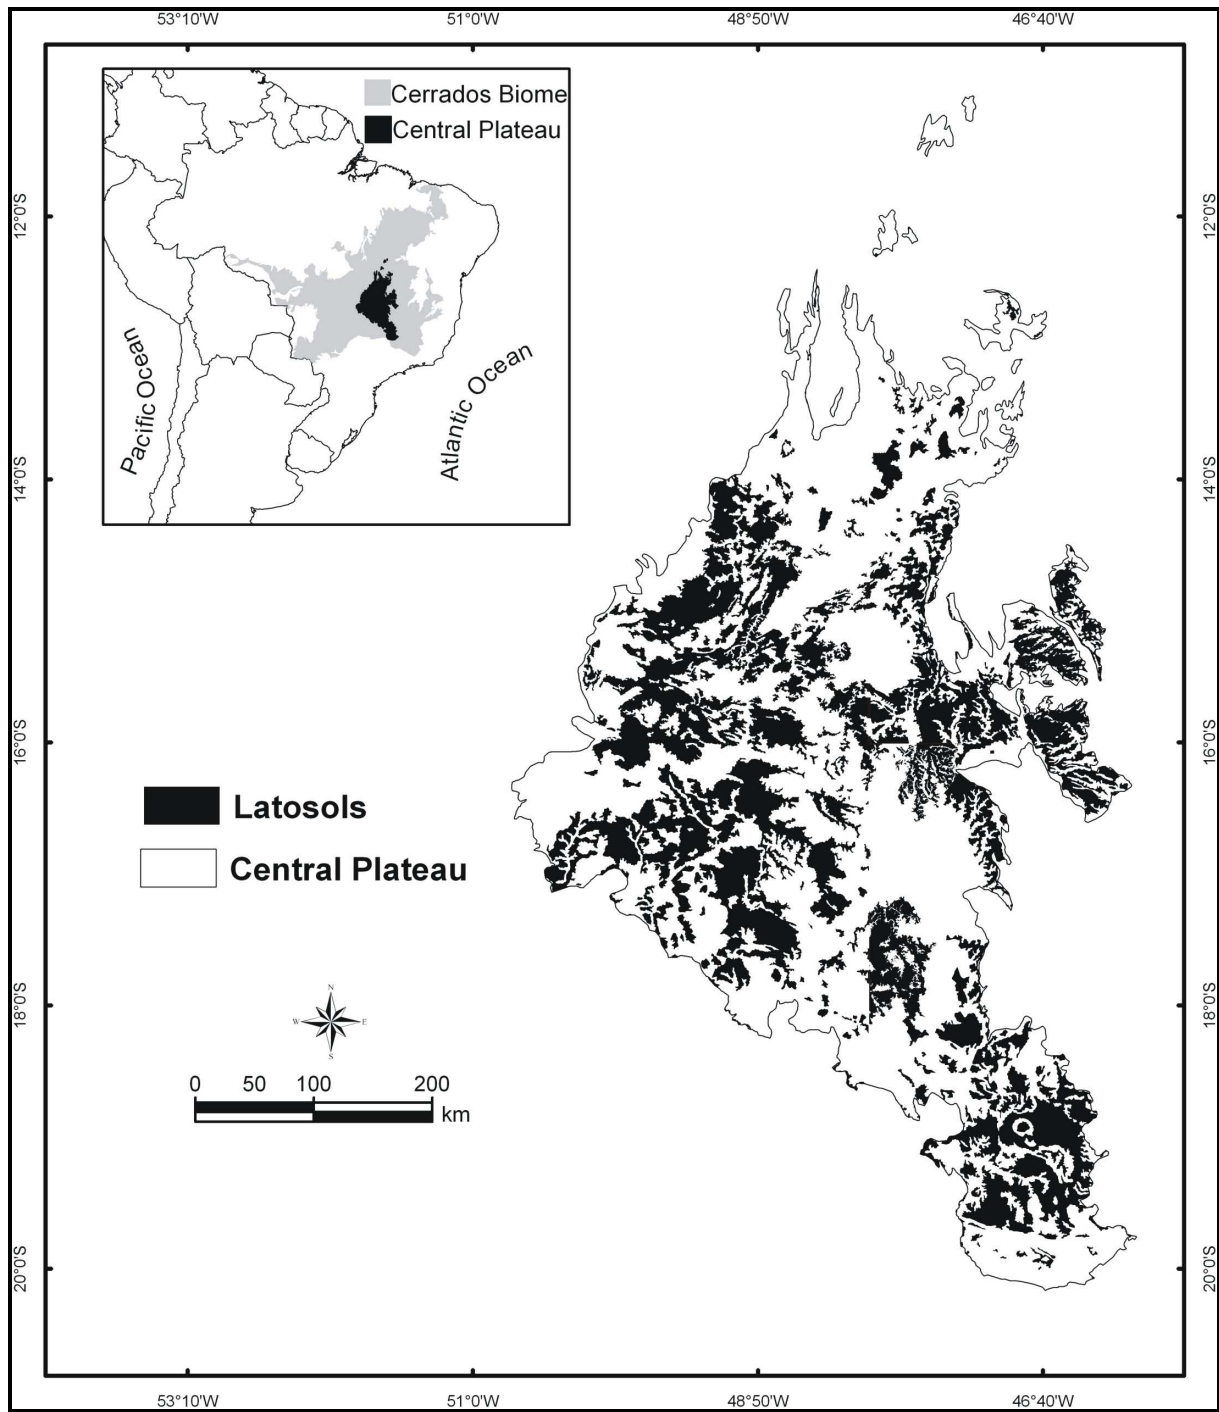 53°10'W
51°0'W
48°50'W
46°40'W
Cerrados Biome
Central Plateau
Pacific Ocean
Atlantic Ocean
12°0'S
12°0'S
14°0'S
14°0'S
16°0'S
16°0'S
Latosols
Central Plateau
N
W
E
S
18°0'S
18°0'S
0
50
100
200
km
20°0'S
20°0'S
53°10'W
51°0'W
48°50'W
46°40'W